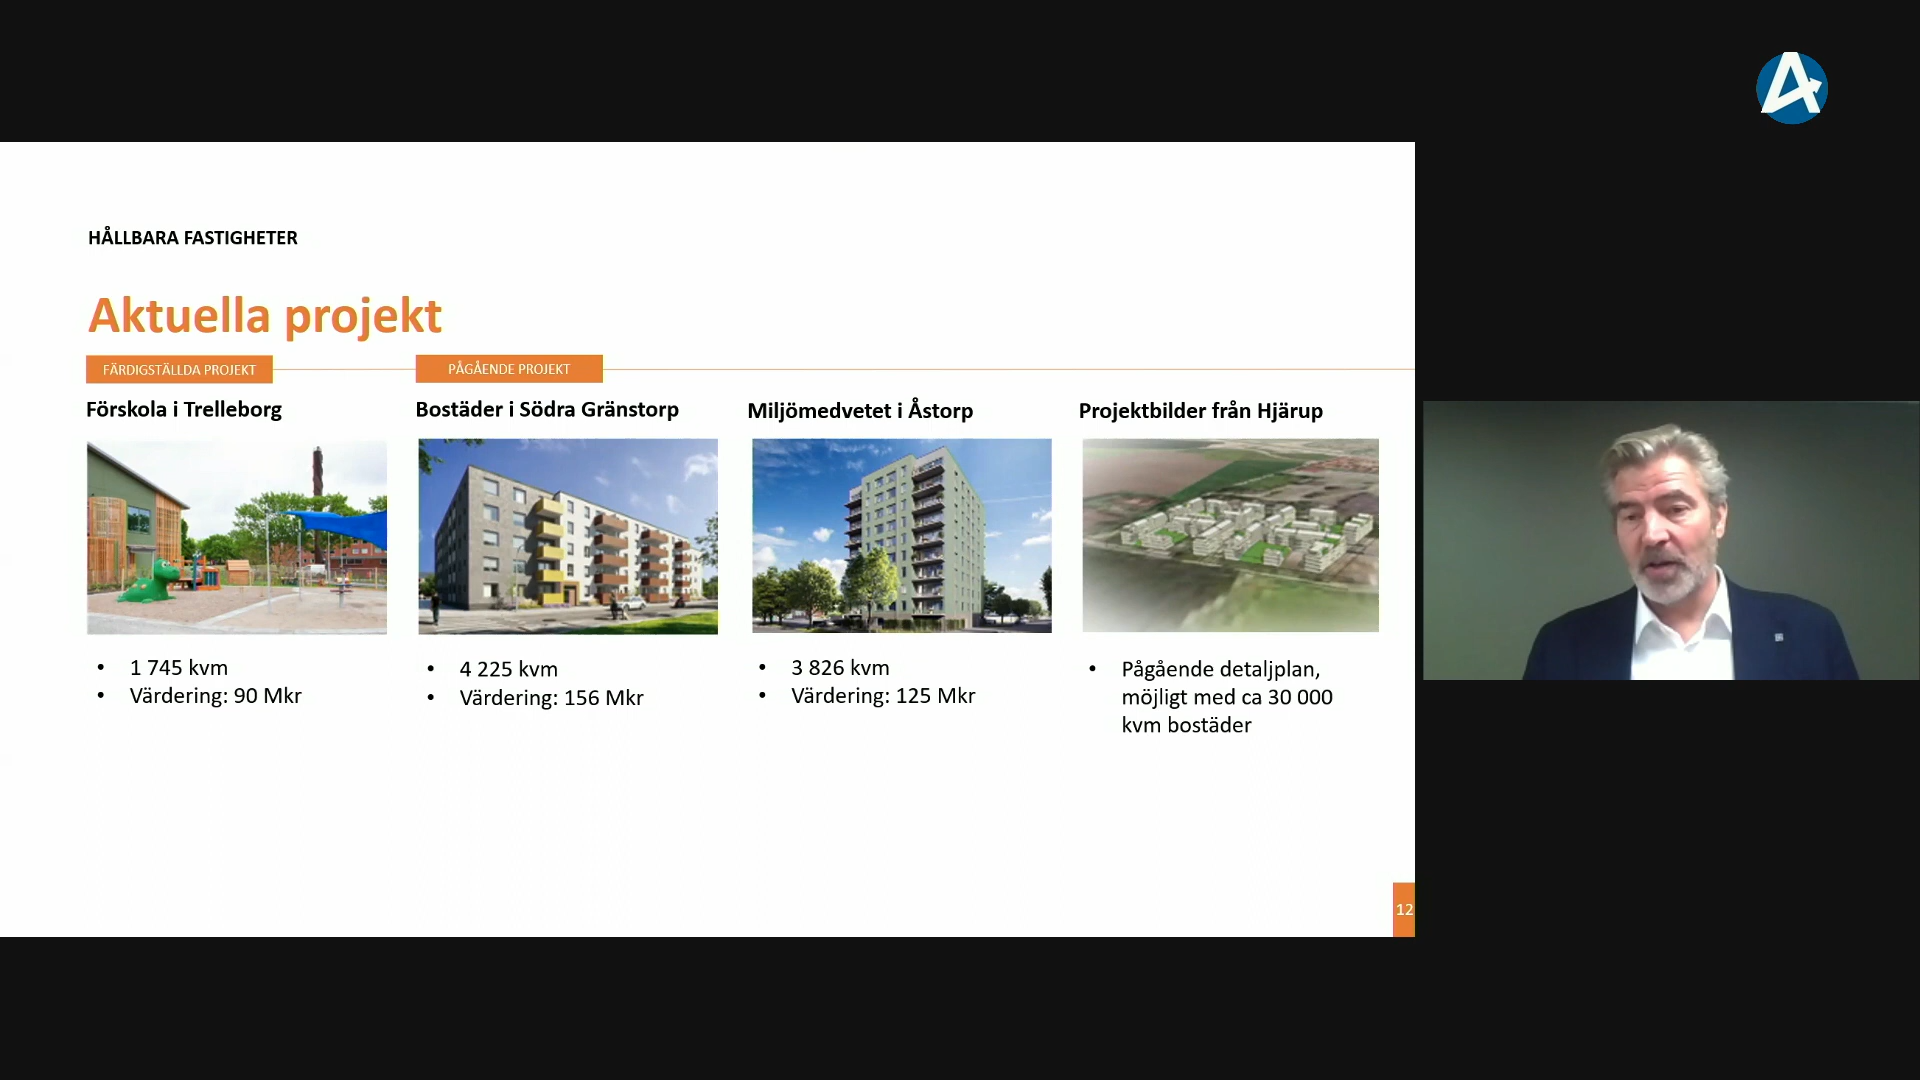 HÅLLBARA FASTIGHETER
Aktuella projekt
FÄRDIGSTÄLLDA PROJEKT
PÅGÅENDE PROJEKT
Förskola i Trelleborg
• 1 745 kvm
• Värdering: 90 Mkr
Bostäder i Södra Gränstorp
• 4 225 kvm
• Värdering: 156 Mkr
Miljömedvetet i Åstorp
• 3 826 kvm
• Värdering: 125 Mkr
Projektbilder från Hjärup
• Pågående detaljplan,
möjligt med ca 30 000
kvm bostäder
12